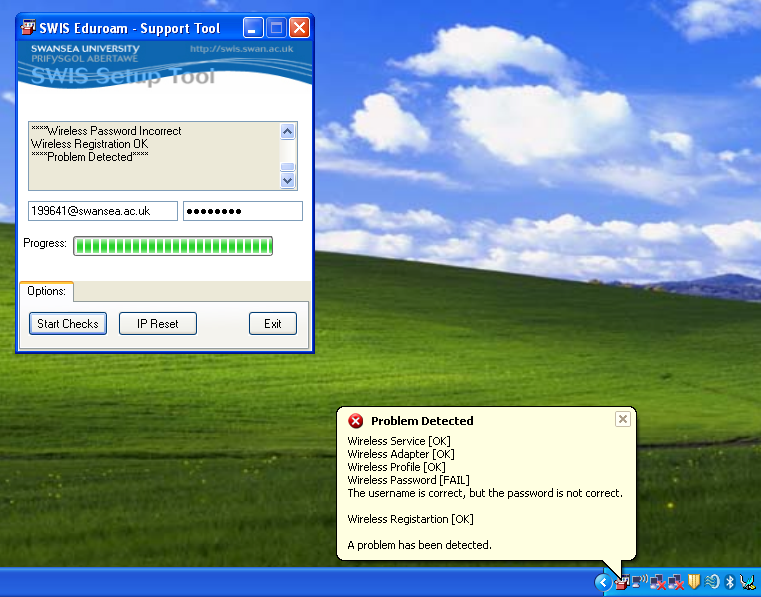 SWIS Eduroam - Support Tool
SWANSEA UNIVERSITY
http://swis.swan.ac.uk
PRIFYSGOL ABERTAWE
SWIS Setup Tool
****Wireless Password Incorrect
Wireless Registration OK
****Problem Detected****
199641@swansea.ac.uk
Progress:
Options:
Start Checks
IP Reset
Exit
Problem Detected
Wireless Service [OK]
Wireless Adapter [OK]
Wireless Profile [OK]
Wireless Password [FAIL]
The username is correct, but the password is not correct.
Wireless Registartion [OK]
A problem has been detected.